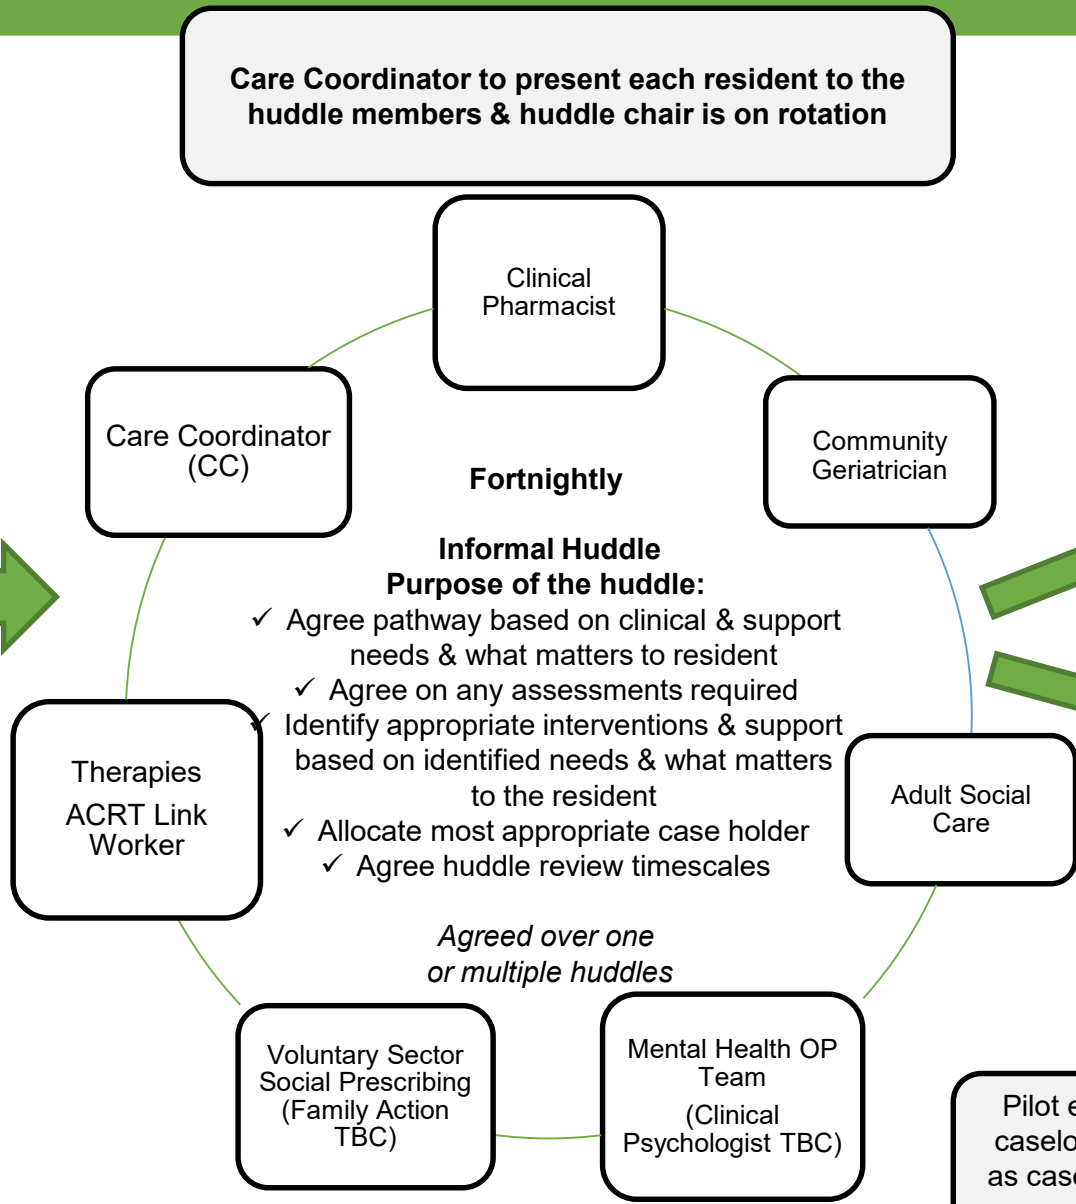 Care Coordinator to present each resident to the
huddle members & huddle chair is on rotation
Clinical
Pharmacist
Care Coordinator
(CC)
Community
Geriatrician
Fortnightly
Informal Huddle
Purpose of the huddle:
✓ Agree pathway based on clinical & support
needs & what matters to resident
✓ Agree on any assessments required
✓ Identify appropriate interventions & support
based on identified needs & what matters
to the resident
✓ Allocate most appropriate case holder
✓ Agree huddle review timescales
Agreed over one
or multiple huddles
Therapies
ACRT Link
Worker
Adult Social
Care
Voluntary Sector
Social Prescribing
(Family Action
TBC)
Mental Health OP
Team
(Clinical
Psychologist TBC)
Pilot e
caselo
as case